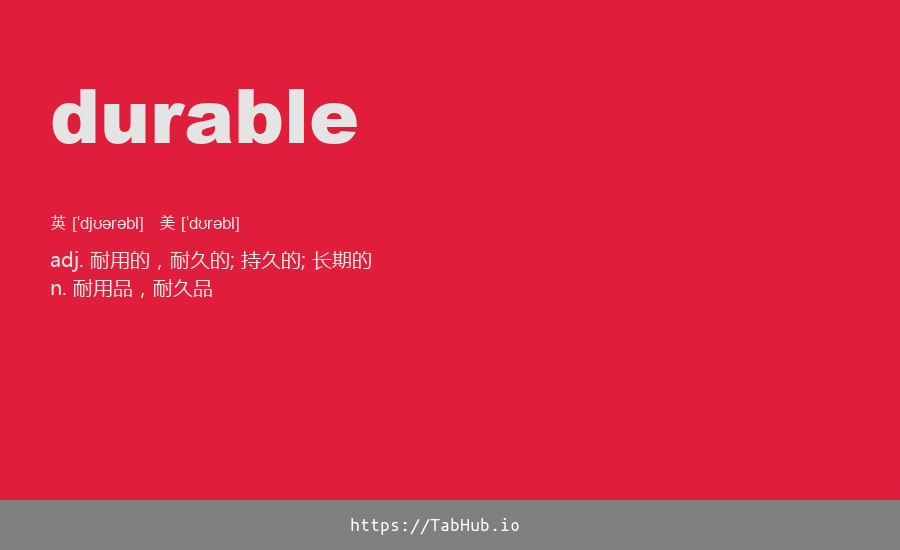 durable
英 ['djʊərəbl] 美 ['dʊrəbl]
adj. 耐用的，耐久的; 持久的; 长期的
n. 耐用品，耐久品
https://TabHub.io